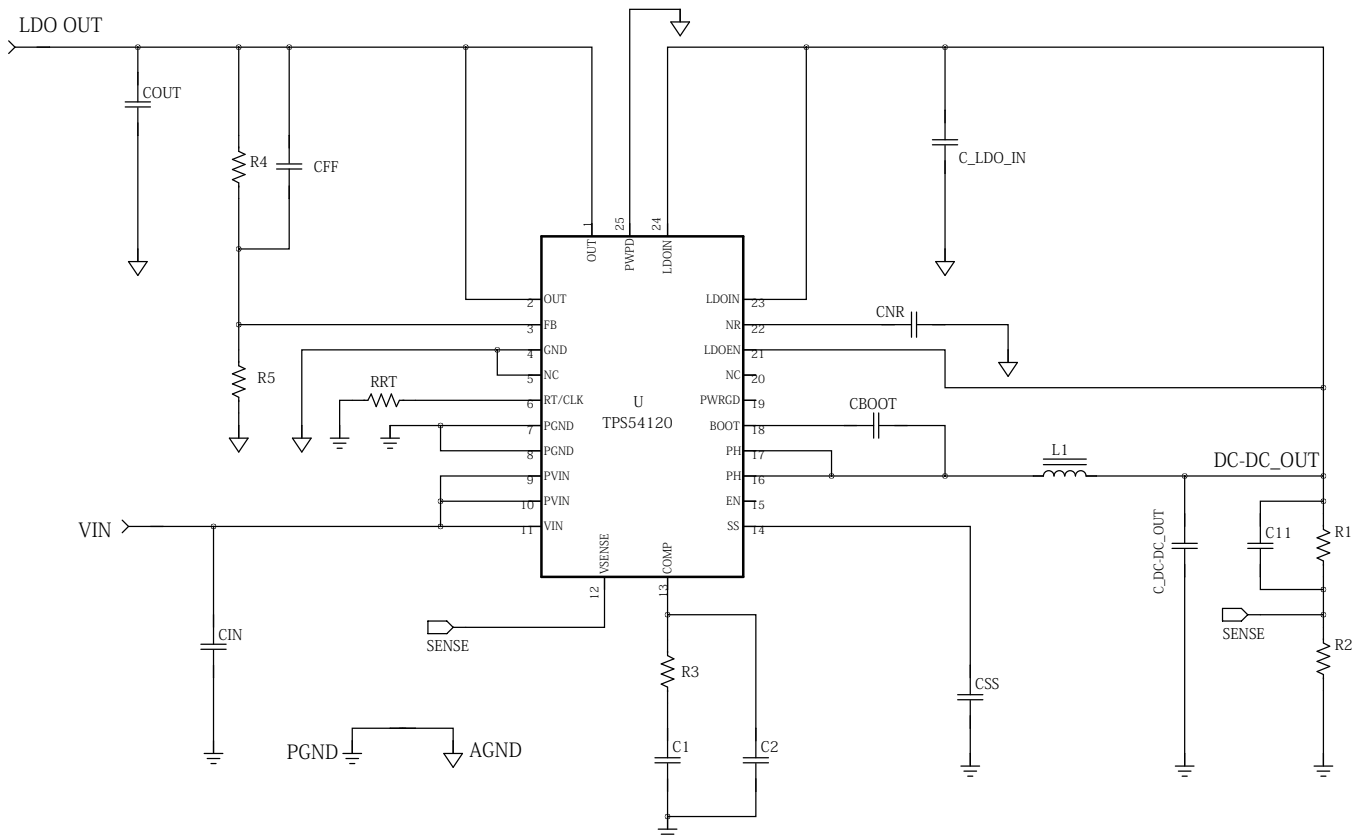 LDO OUT
COUT
R4
CFF
C_LDO_IN
1
25
24
OUT
PWPD
LDOIN
2
OUT
LDOIN
23
3
FB
NR
22
CNR
4
GND
LDOEN
21
R5
5
NC
NC
20
RRT
6
RT/CLK
U
TPS54120
PWRGD
19
CBOOT
7
PGND
BOOT
18
8
PGND
PH
17
L1
DC-DC_OUT
9
PVIN
PH
16
10
PVIN
EN
15
VIN
11
VIN
SS
14
VSENSE
COMP
12
13
C_DC-DC_OUT
C11
R1
SENSE
SENSE
CIN
R3
R2
CSS
PGND
AGND
C1
C2